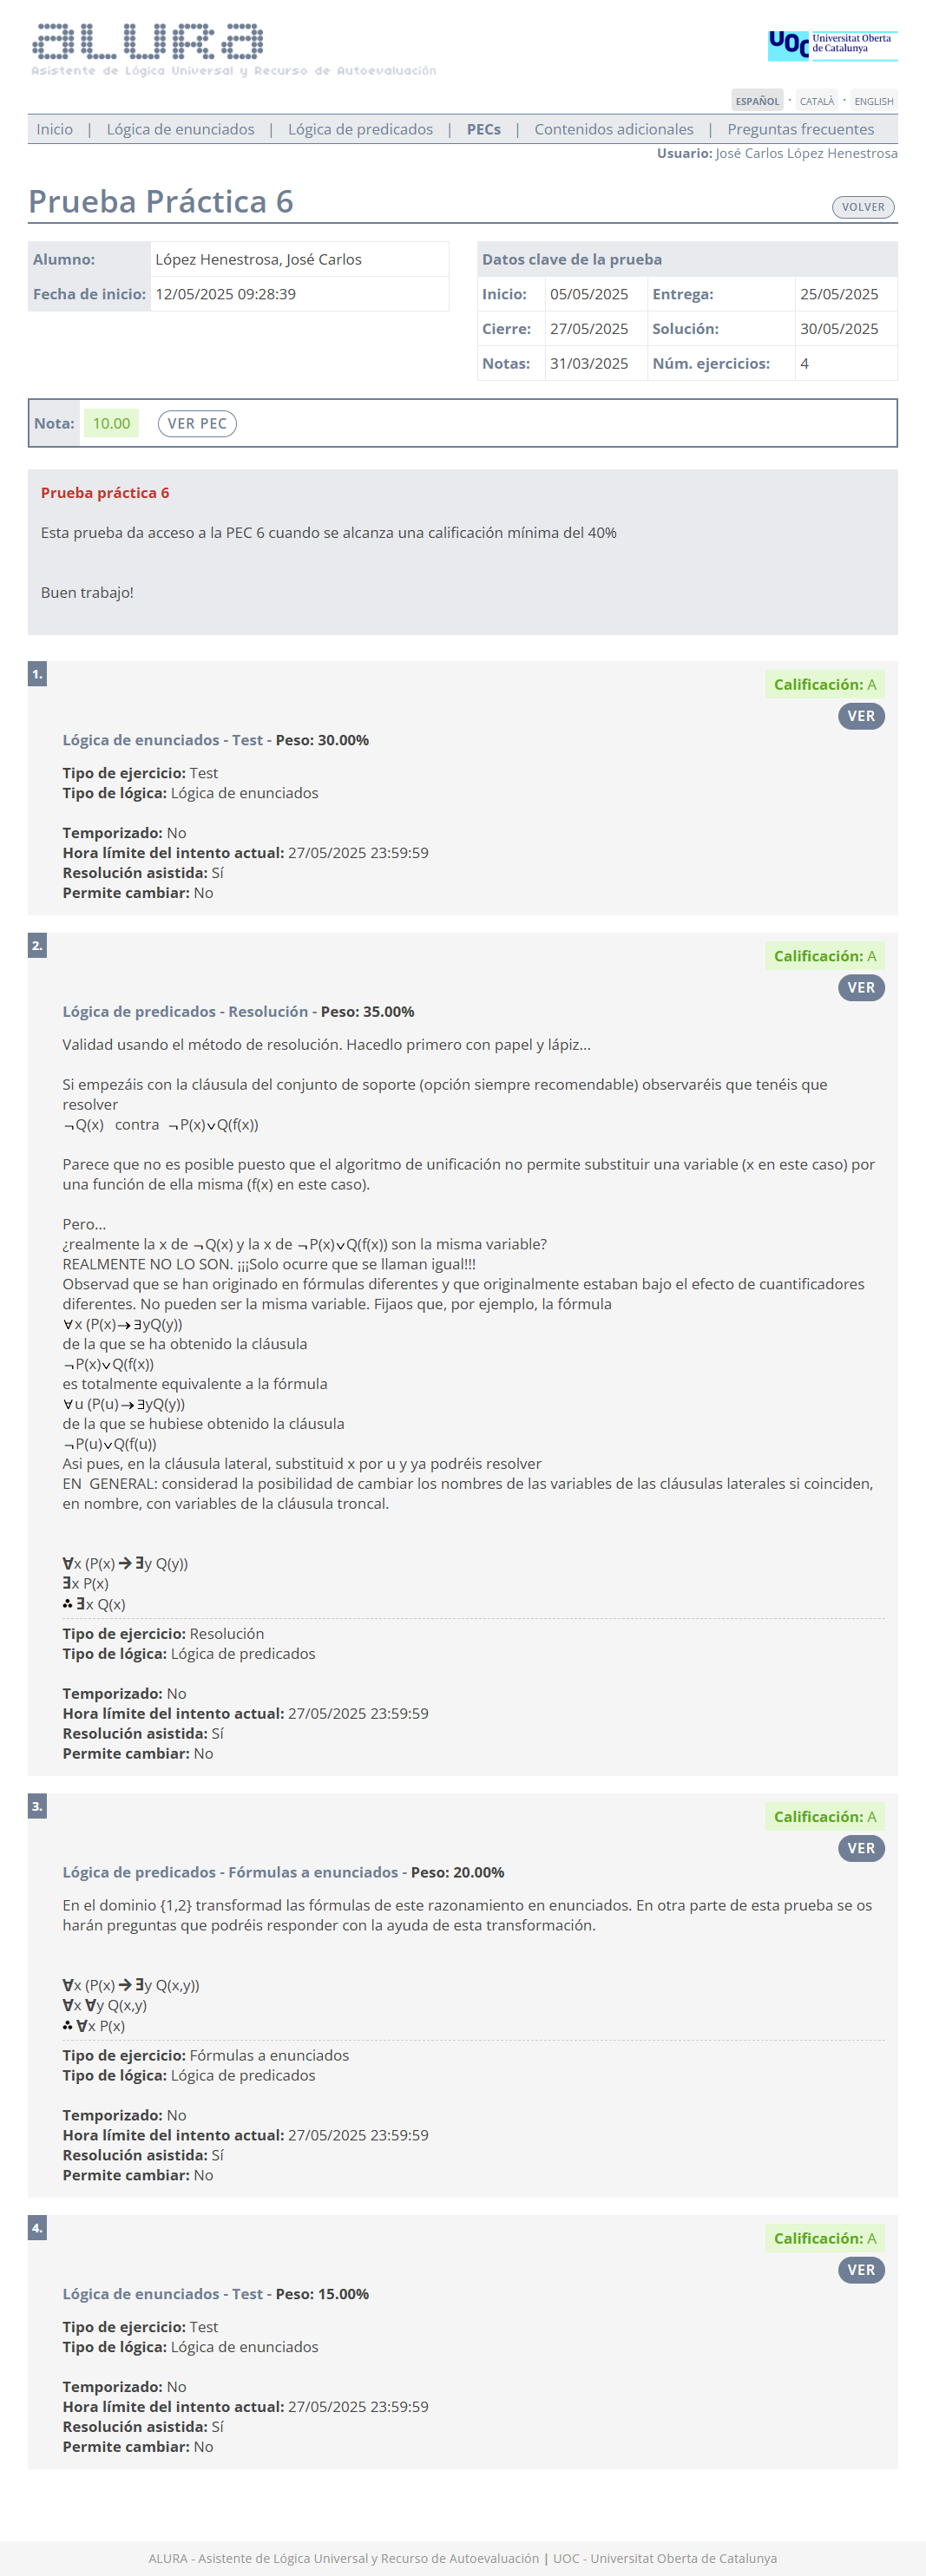 ALURA
Asistente de Lógica Universal y Recurso de Autoevaluación
UOC Universitat Oberta
de Catalunya
ESPAÑOL · CATALÀ · ENGLISH
Inicio | Lógica de enunciados | Lógica de predicados | PECs | Contenidos adicionales | Preguntas frecuentes
Usuario: José Carlos López Henestrosa
Prueba Práctica 6
VOLVER
Alumno: López Henestrosa, José Carlos
Fecha de inicio: 12/05/2025 09:28:39
Datos clave de la prueba
Inicio: 05/05/2025 Entrega: 25/05/2025
Cierre: 27/05/2025 Solución: 30/05/2025
Notas: 31/03/2025 Núm. ejercicios: 4
Nota: 10.00 VER PEC
Prueba práctica 6
Esta prueba da acceso a la PEC 6 cuando se alcanza una calificación mínima del 40%
Buen trabajo!
1.
Calificación: A
VER
Lógica de enunciados - Test - Peso: 30.00%
Tipo de ejercicio: Test
Tipo de lógica: Lógica de enunciados
Temporizado: No
Hora límite del intento actual: 27/05/2025 23:59:59
Resolución asistida: Sí
Permite cambiar: No
2.
Calificación: A
VER
Lógica de predicados - Resolución - Peso: 35.00%
Validad usando el método de resolución. Hacedlo primero con papel y lápiz...
Si empezáis con la cláusula del conjunto de soporte (opción siempre recomendable) observaréis que tenéis que
resolver
¬Q(x)   contra  ¬P(x)∨Q(f(x))
Parece que no es posible puesto que el algoritmo de unificación no permite substituir una variable (x en este caso) por
una función de ella misma (f(x) en este caso).
Pero...
¿realmente la x de ¬Q(x) y la x de ¬P(x)∨Q(f(x)) son la misma variable?
REALMENTE NO LO SON. ¡¡¡Solo ocurre que se llaman igual!!!
Observad que se han originado en fórmulas diferentes y que originalmente estaban bajo el efecto de cuantificadores
diferentes. No pueden ser la misma variable. Fijaos que, por ejemplo, la fórmula
∀x (P(x)→∃yQ(y))
de la que se ha obtenido la cláusula
¬P(x)∨Q(f(x))
es totalmente equivalente a la fórmula
∀u (P(u)→∃yQ(y))
de la que se hubiese obtenido la cláusula
¬P(u)∨Q(f(u))
Asi pues, en la cláusula lateral, substituid x por u y ya podréis resolver
EN  GENERAL: considerad la posibilidad de cambiar los nombres de las variables de las cláusulas laterales si coinciden,
en nombre, con variables de la cláusula troncal.
∀x (P(x) → ∃y Q(y))
∃x P(x)
∴ ∃x Q(x)
Tipo de ejercicio: Resolución
Tipo de lógica: Lógica de predicados
Temporizado: No
Hora límite del intento actual: 27/05/2025 23:59:59
Resolución asistida: Sí
Permite cambiar: No
3.
Calificación: A
VER
Lógica de predicados - Fórmulas a enunciados - Peso: 20.00%
En el dominio {1,2} transformad las fórmulas de este razonamiento en enunciados. En otra parte de esta prueba se os
harán preguntas que podréis responder con la ayuda de esta transformación.
∀x (P(x) → ∃y Q(x,y))
∀x ∀y Q(x,y)
∴ ∀x P(x)
Tipo de ejercicio: Fórmulas a enunciados
Tipo de lógica: Lógica de predicados
Temporizado: No
Hora límite del intento actual: 27/05/2025 23:59:59
Resolución asistida: Sí
Permite cambiar: No
4.
Calificación: A
VER
Lógica de enunciados - Test - Peso: 15.00%
Tipo de ejercicio: Test
Tipo de lógica: Lógica de enunciados
Temporizado: No
Hora límite del intento actual: 27/05/2025 23:59:59
Resolución asistida: Sí
Permite cambiar: No
ALURA - Asistente de Lógica Universal y Recurso de Autoevaluación | UOC - Universitat Oberta de Catalunya